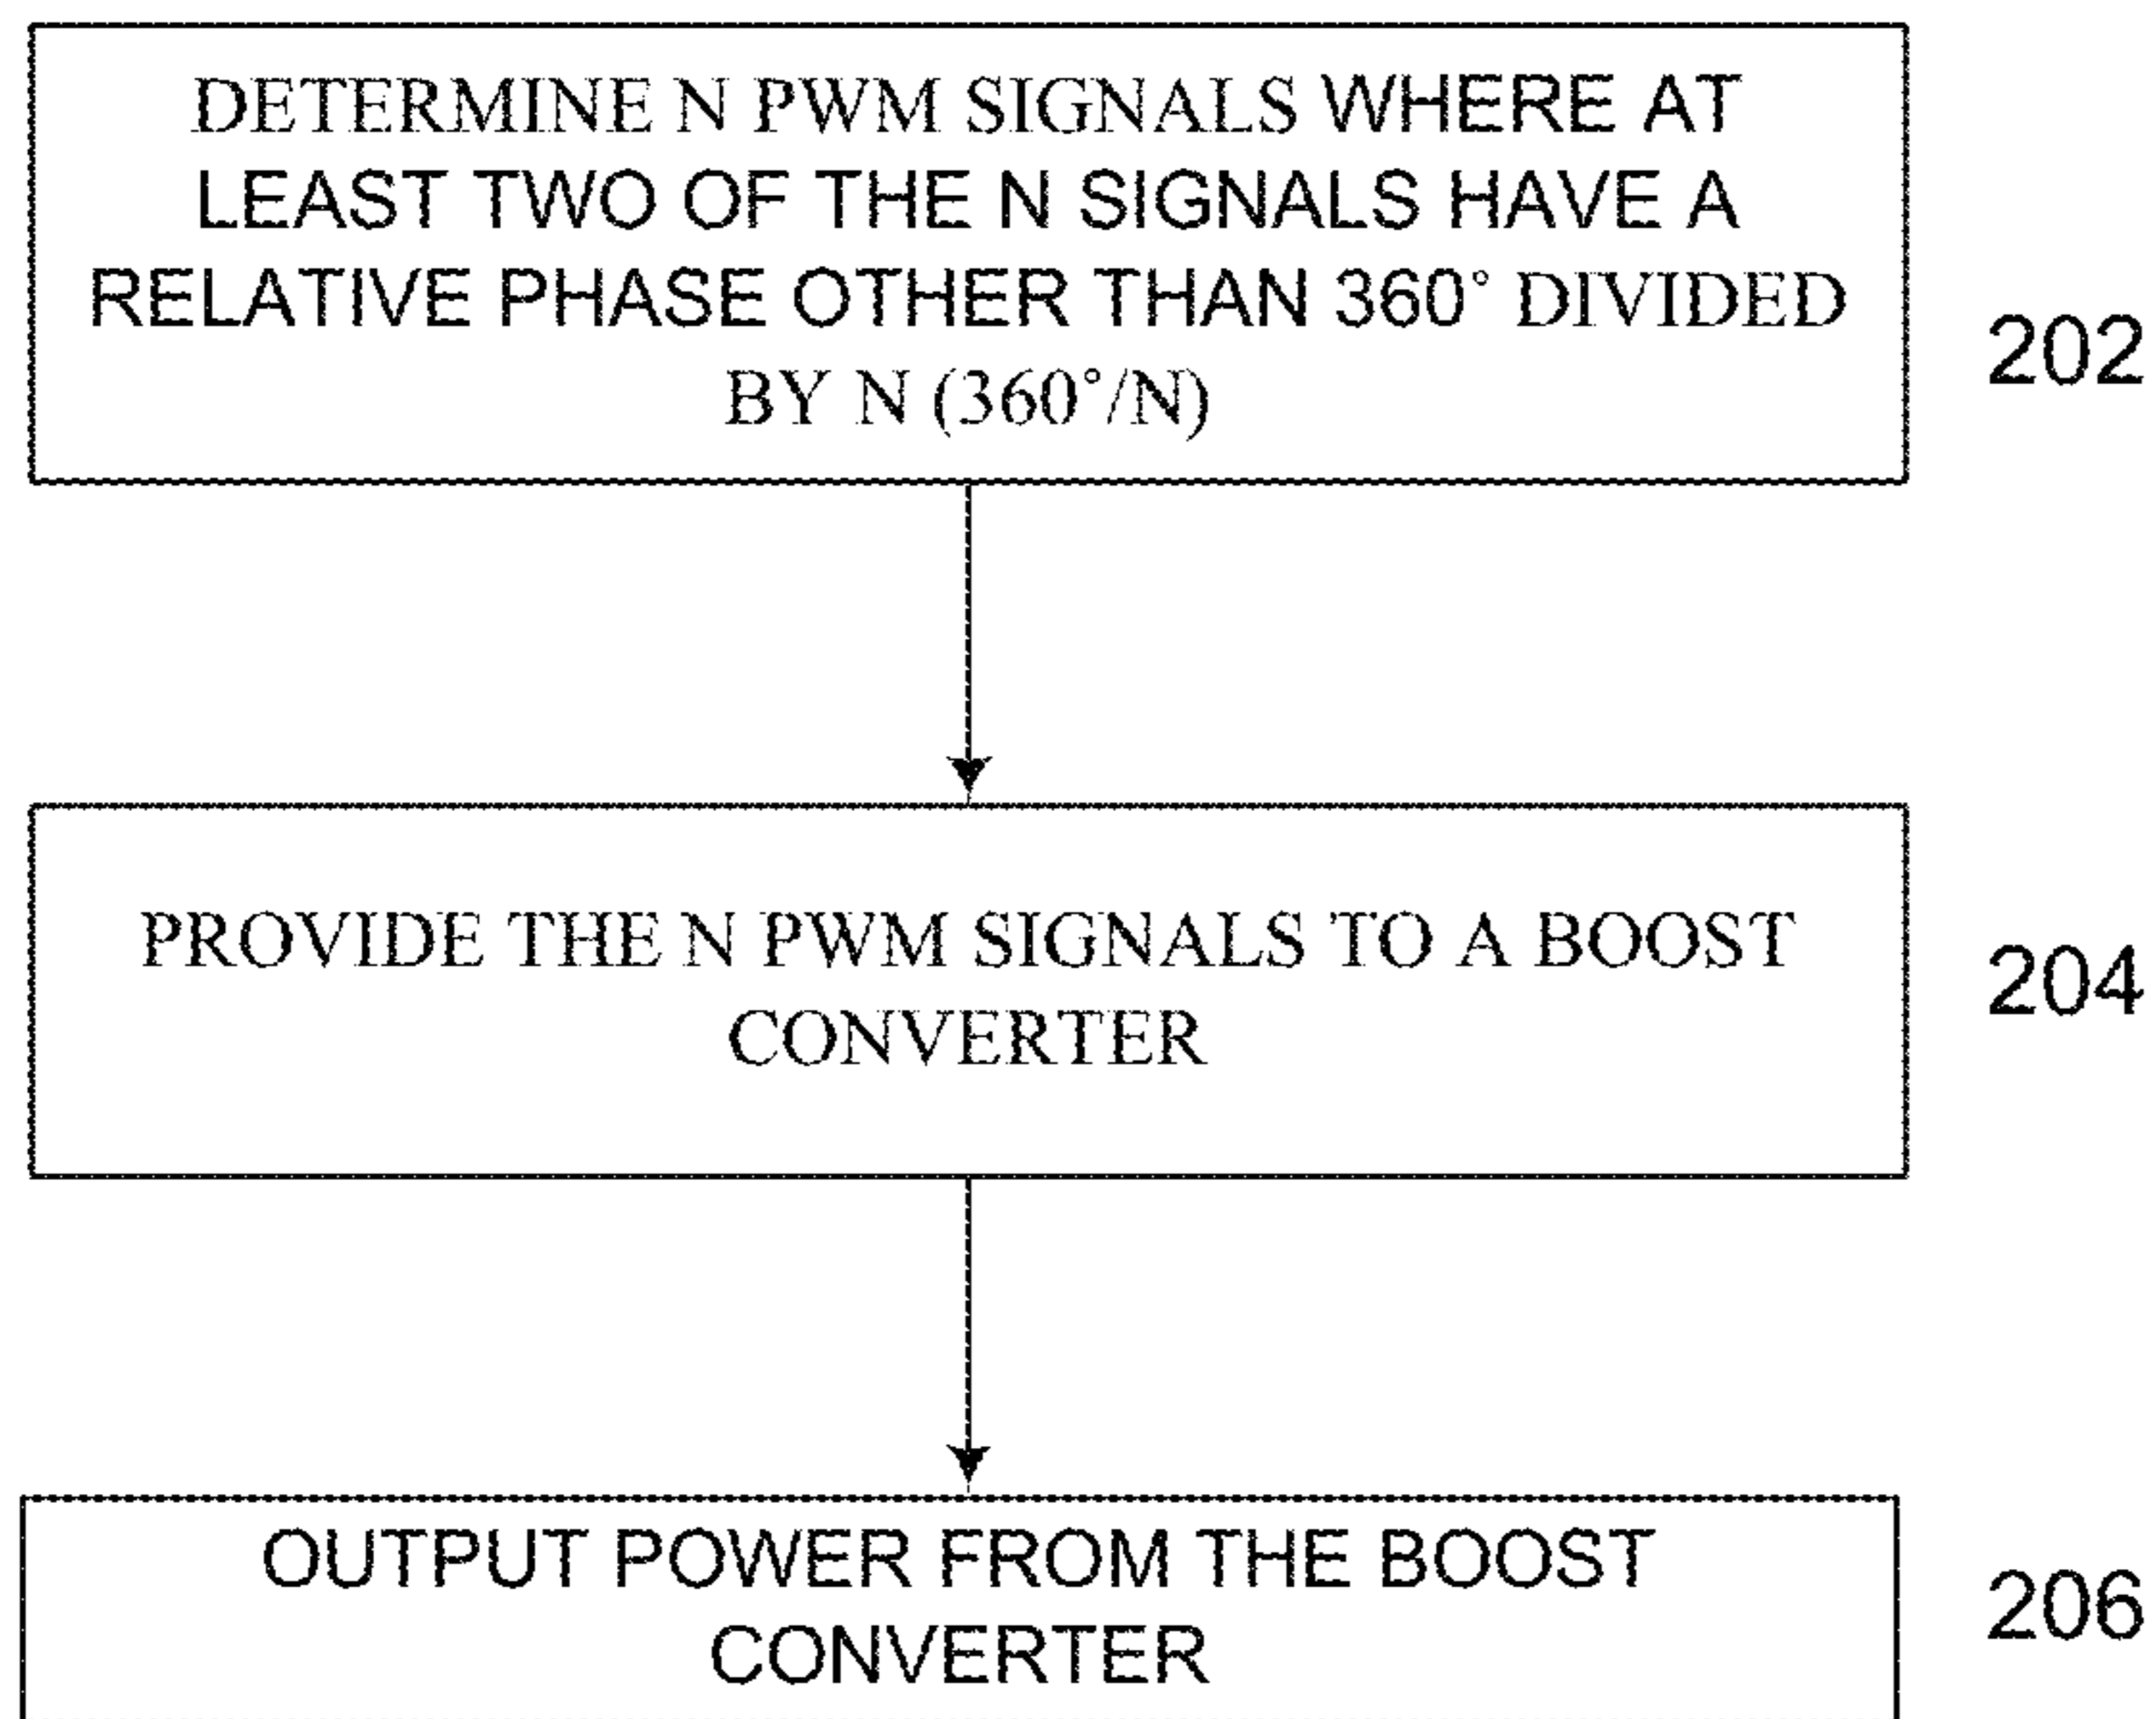 DETERMINE N PWM SIGNALS WHERE AT
LEAST TWO OF THE N SIGNALS HAVE A
RELATIVE PHASE OTHER THAN 360° DIVIDED
BY N (360°/N)
202
PROVIDE THE N PWM SIGNALS TO A BOOST
CONVERTER
204
OUTPUT POWER FROM THE BOOST
CONVERTER
206